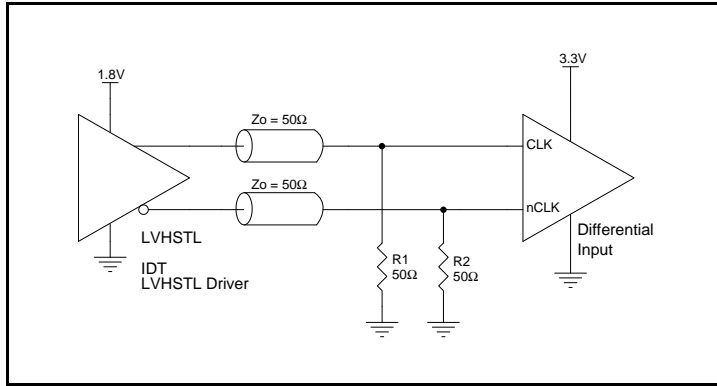 1.8V
3.3V
Zo = 50Ω
CLK
Zo = 50Ω
nCLK
LVHSTL
Differential
Input
IDT
LVHSTL Driver
R1
50Ω
R2
50Ω